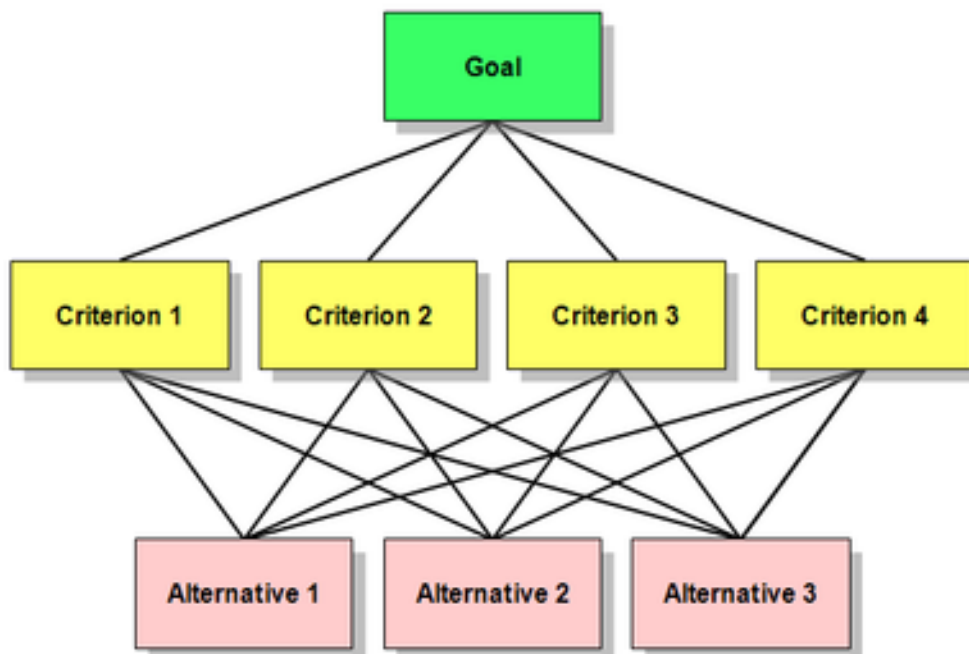 Goal
Criterion 1
Criterion 2
Criterion 3
Criterion 4
Alternative 1
Alternative 2
Alternative 3